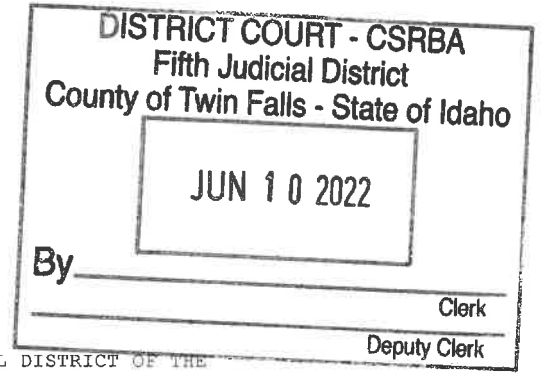 DISTRICT COURT - CSRBA
Fifth Judicial District
County of Twin Falls - State of Idaho
JUN 10 2022
By
Clerk
Deputy Clerk
L DISTRICT OF THE